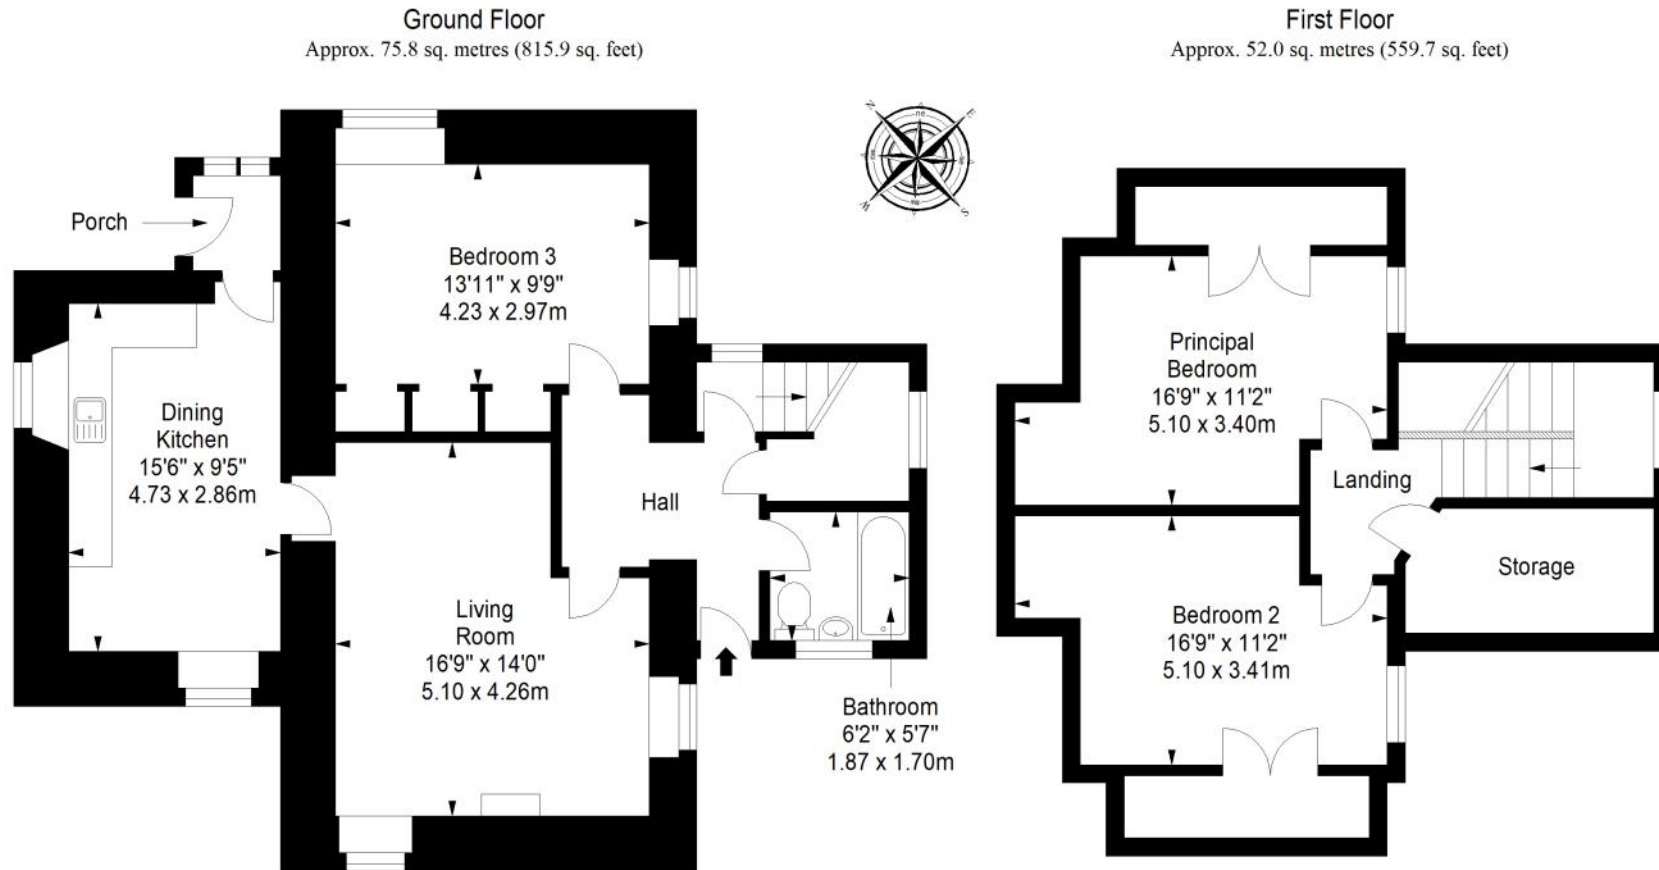 Ground Floor
Approx. 75.8 sq. metres (815.9 sq. feet)
Porch
Bedroom 3
13'11" x 9'9"
4.23 x 2.97m
Dining
Kitchen
15'6" x 9'5"
4.73 x 2.86m
Hall
Living
Room
16'9" x 14'0"
5.10 x 4.26m
Bathroom
6'2" x 5'7"
1.87 x 1.70m
N
E
S
W
First Floor
Approx. 52.0 sq. metres (559.7 sq. feet)
Principal
Bedroom
16'9" x 11'2"
5.10 x 3.40m
Landing
Storage
Bedroom 2
16'9" x 11'2"
5.10 x 3.41m